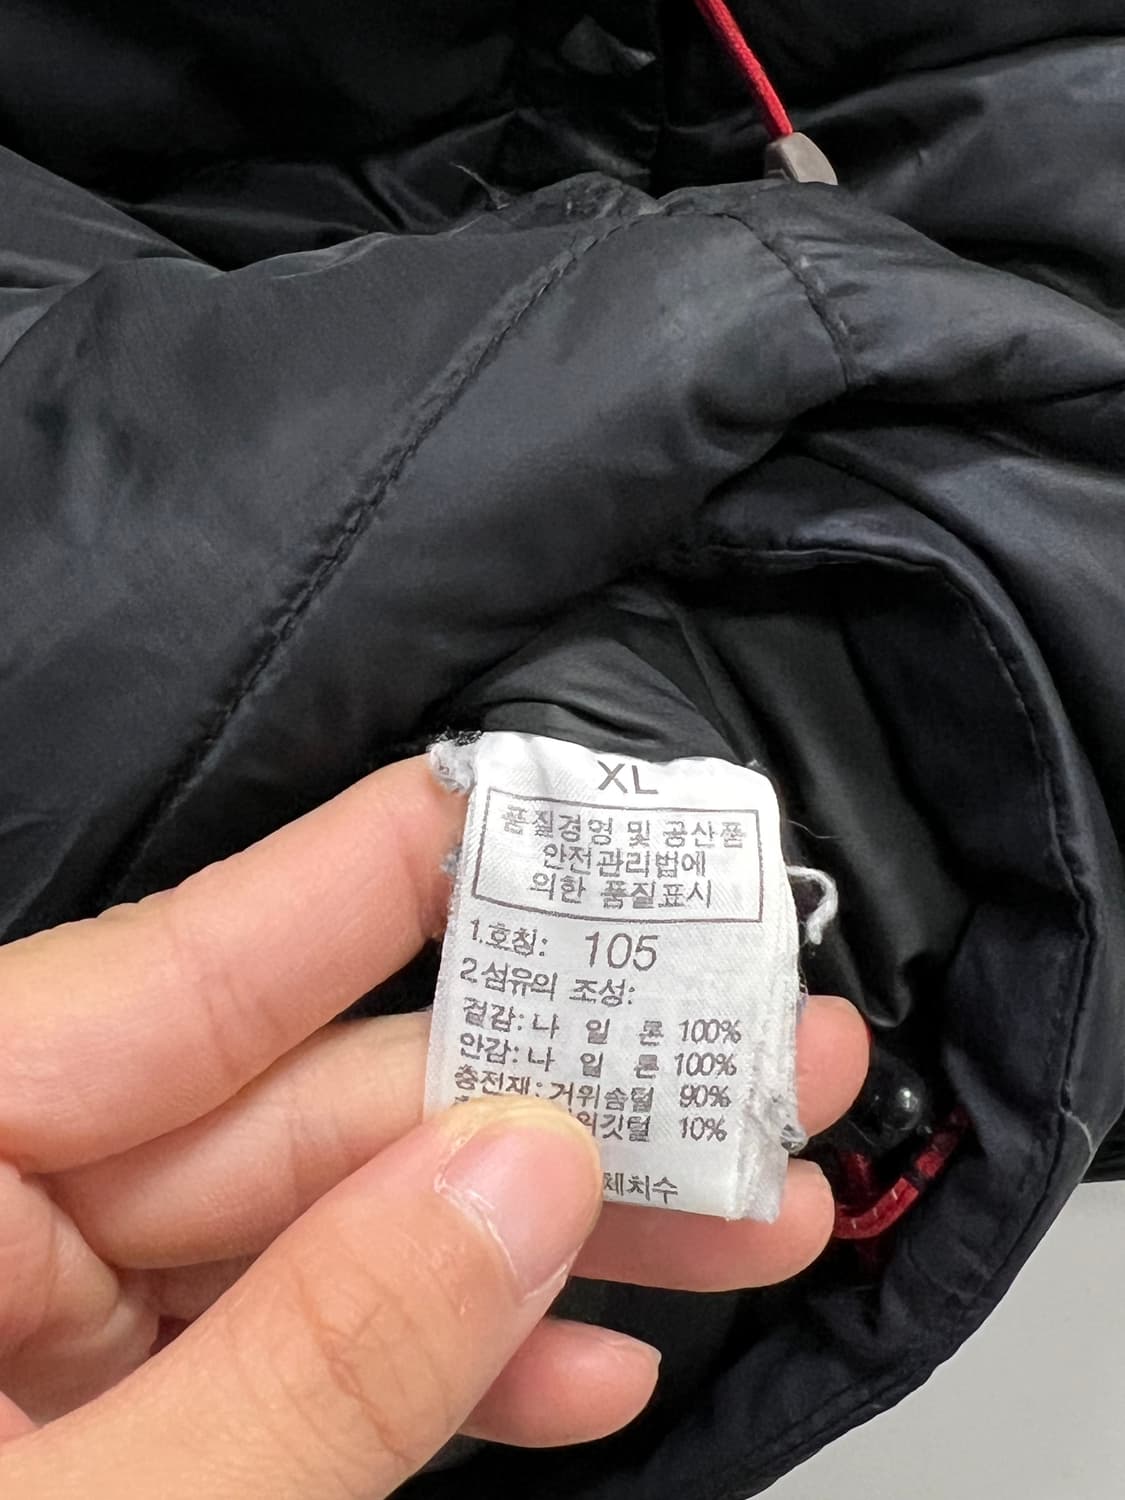 XL
품질경영 및 공산품
안전관리법에
의한 품질표시
1.호칭: 105
2섬유의 조성:
겉감: 나 일 론 100%
안감: 나 일 론 100%
충전재: 거위솜털 90%
위깃털 10%
체치수